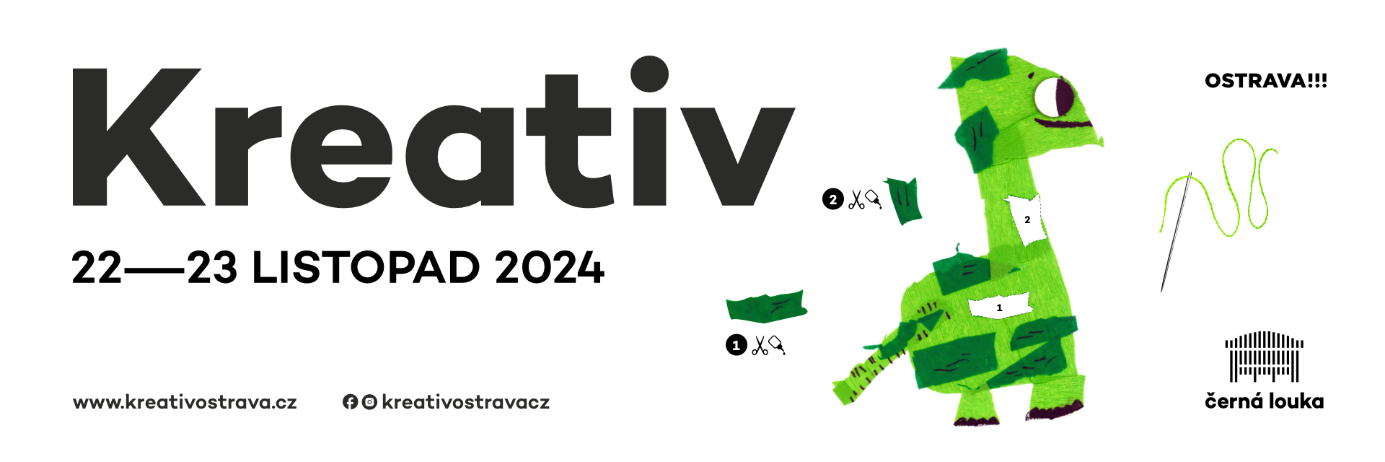 Kreativ
22—23 LISTOPAD 2024
www.kreativostrava.cz
kreativostravacz
2
2
1
1
OSTRAVA!!!
černá louka